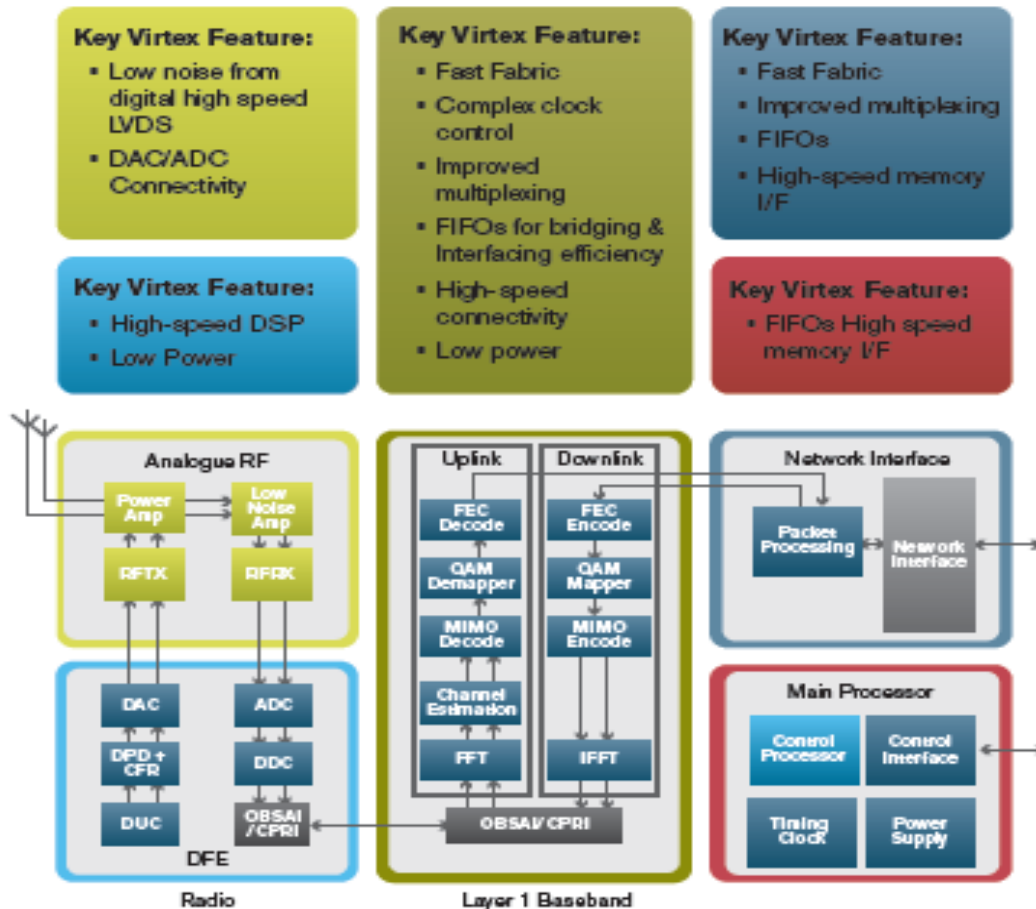 Key Virtex Feature:
▪ Low noise from
digital high speed
LVDS
▪ DAC/ADC
Connectivity
Key Virtex Feature:
▪ High-speed DSP
▪ Low Power
Key Virtex Feature:
▪ Fast Fabric
▪ Complex clock
control
▪ Improved
multiplexing
▪ FIFOs for bridging &
Interfacing efficiency
▪ High-speed
connectivity
▪ Low power
Key Virtex Feature:
▪ Fast Fabric
▪ Improved multiplexing
▪ FIFOs
▪ High-speed memory
I/F
Key Virtex Feature:
▪ FIFOs High speed
memory I/F
Analogue RF
Power
Amp
Low
Noise
Amp
RFTX
RFRX
DAC
ADC
DPD +
CFR
DDC
DUC
OBSAI
/CPRI
DFE
Radio
Uplink
Downlink
FEC
Decode
FEC
Encode
QAM
Demapper
QAM
Mapper
MIMO
Decode
MIMO
Encode
Channel
Estimation
FFT
IFFT
OBSAI/CPRI
Layer 1 Baseband
Network Interface
Packet
Processing
Network
Interface
Main Processor
Control
Processor
Control
Interface
Timing
Clock
Power
Supply